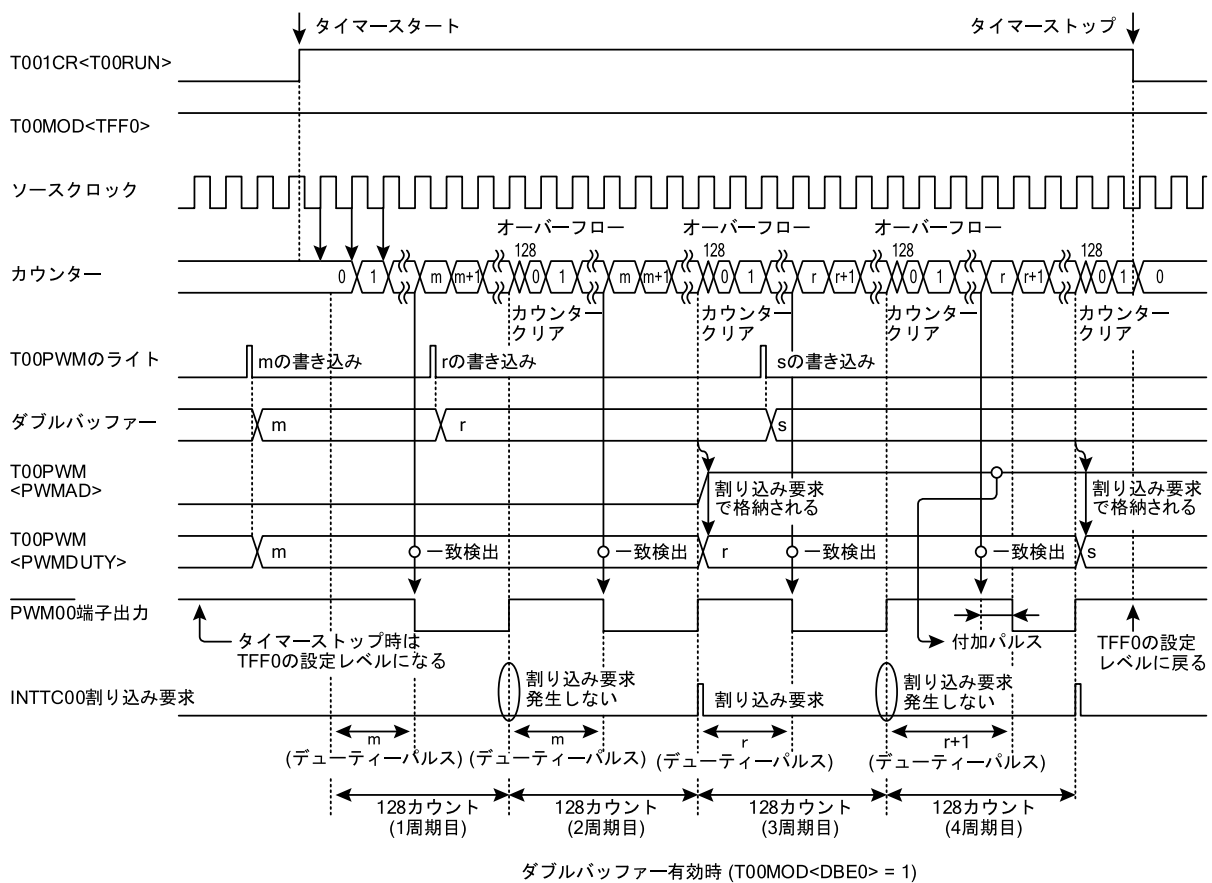 タイマースタート
タイマーストップ
T001CR<T00RUN>
T00MOD<TFF0>
ソースクロック
オーバーフロー オーバーフロー オーバーフロー
128 128 128 128
カウンター
0 1 m m+1 0 1 m m+1 0 1 r r+1 0 1 r r+1 0 1 0
カウンター
クリア
カウンター
クリア
カウンター
クリア
カウンター
クリア
T00PWMのライト
mの書き込み
rの書き込み
sの書き込み
ダブルバッファー
m r s
T00PWM
<PWMAD>
割り込み要求
で格納される
割り込み要求
で格納される
T00PWM
<PWMDUTY>
m 一致検出 一致検出 r 一致検出 一致検出 s
PWM00端子出力
タイマーストップ時は
TFF0の設定レベルになる
付加パルス
TFF0の設定
レベルに戻る
INTTC00割り込み要求
割り込み要求
発生しない
割り込み要求
割り込み要求
発生しない
m m r r+1
(デューティーパルス) (デューティーパルス) (デューティーパルス) (デューティーパルス)
128カウント
(1周期目)
128カウント
(2周期目)
128カウント
(3周期目)
128カウント
(4周期目)
ダブルバッファー有効時 (T00MOD<DBE0> = 1)